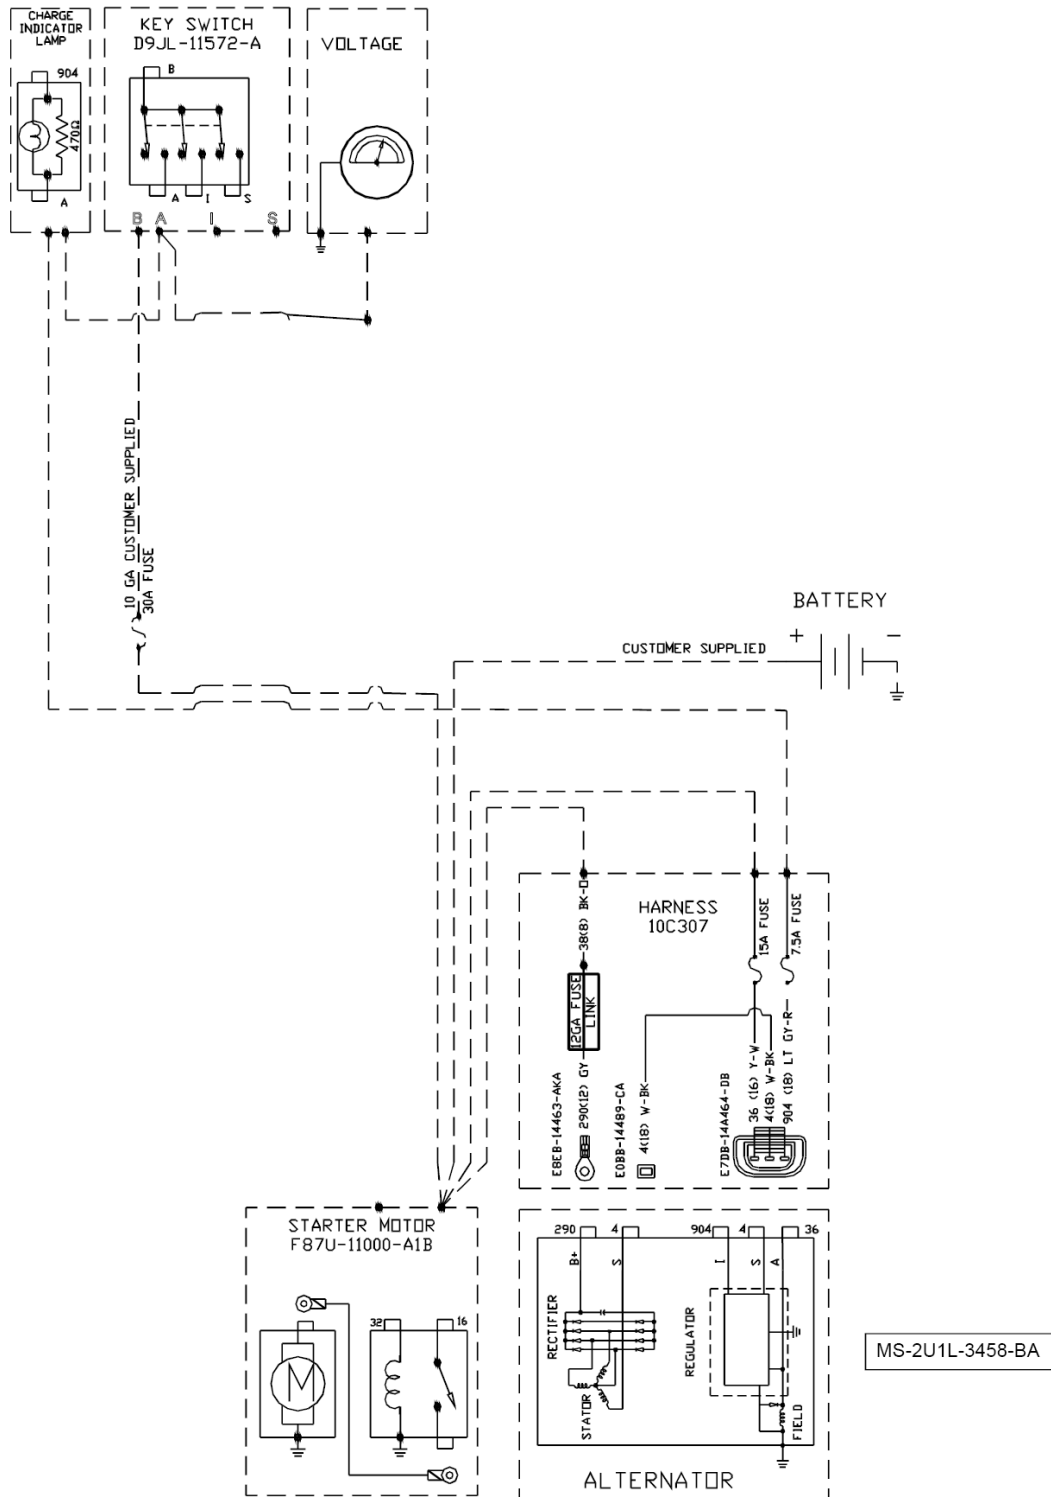 CHARGE
INDICATOR
LAMP
904
470Ω
A
KEY SWITCH
D9JL-11572-A
B
A I S
B A I S
VOLTAGE
10 GA CUSTOMER SUPPLIED
30A FUSE
BATTERY
+ −
CUSTOMER SUPPLIED
HARNESS
10C307
38(8) BK-O
12GA FUSE
LINK
290(12) GY
E8EB-14463-AKA
E0BB-14489-CA
4(18) W-BK
E7DB-14A464-DB
15A FUSE
7.5A FUSE
36 (16) Y-W
4(18) W-BK
904 (18) LT GY-R
STARTER MOTOR
F87U-11000-A1B
M
32
16
290 4 904 4 36
B+ S I S A
RECTIFIER
STATOR
REGULATOR
FIELD
ALTERNATOR
MS-2U1L-3458-BA